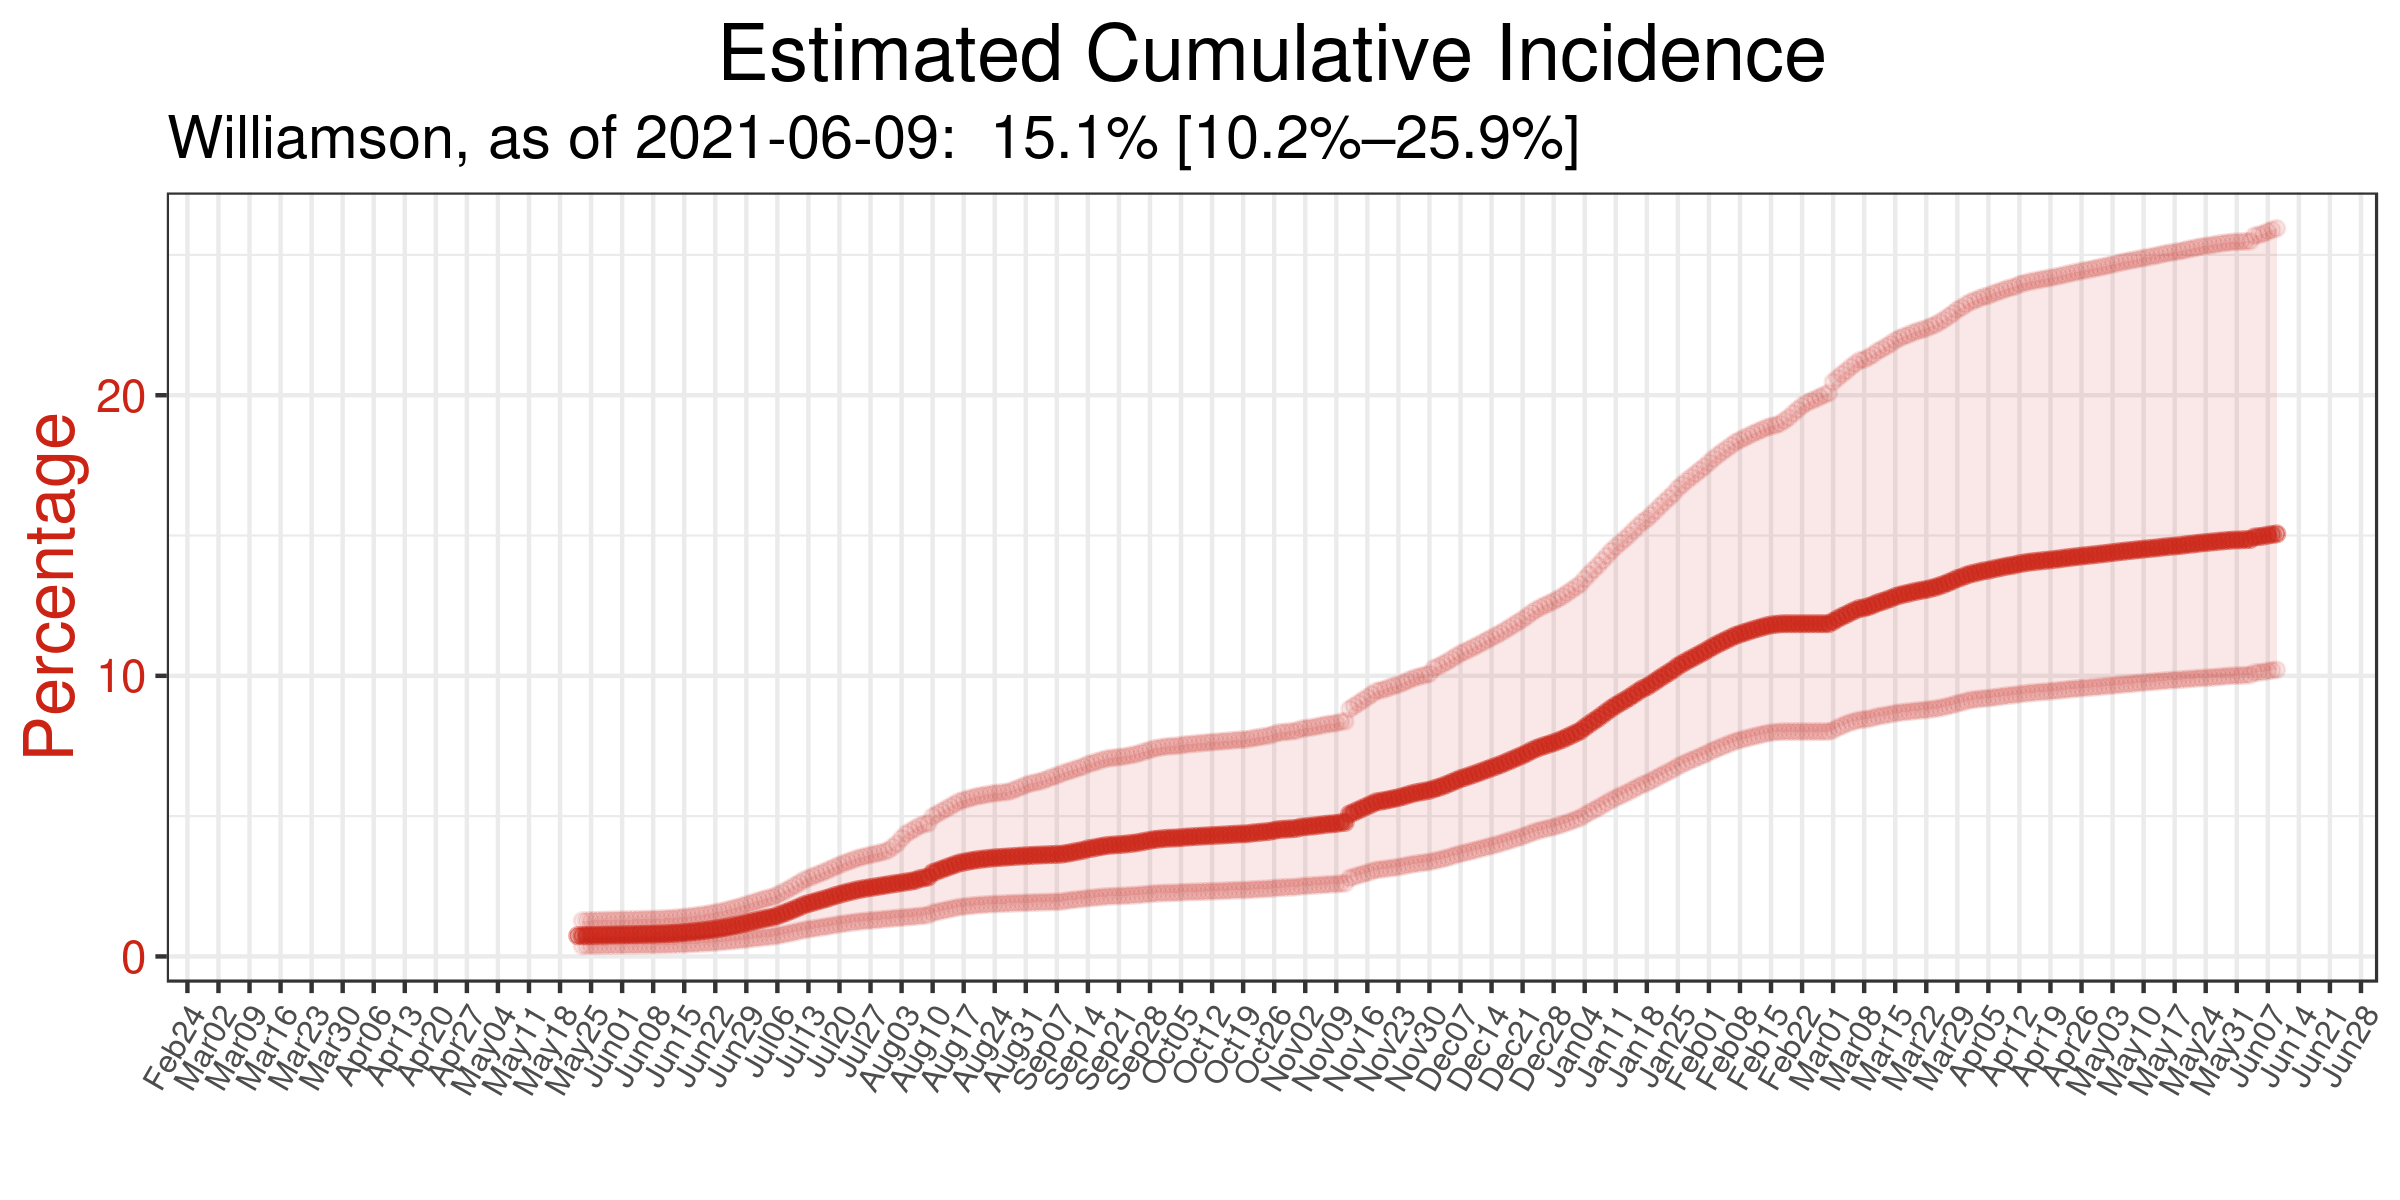 Estimated Cumulative Incidence
Williamson, as of 2021-06-09:  15.1% [10.2%–25.9%]
Percentage
20
10
0
Feb24
Mar02
Mar09
Mar16
Mar23
Mar30
Apr06
Apr13
Apr20
Apr27
May04
May11
May18
May25
Jun01
Jun08
Jun15
Jun22
Jun29
Jul06
Jul13
Jul20
Jul27
Aug03
Aug10
Aug17
Aug24
Aug31
Sep07
Sep14
Sep21
Sep28
Oct05
Oct12
Oct19
Oct26
Nov02
Nov09
Nov16
Nov23
Nov30
Dec07
Dec14
Dec21
Dec28
Jan04
Jan11
Jan18
Jan25
Feb01
Feb08
Feb15
Feb22
Mar01
Mar08
Mar15
Mar22
Mar29
Apr05
Apr12
Apr19
Apr26
May03
May10
May17
May24
May31
Jun07
Jun14
Jun21
Jun28